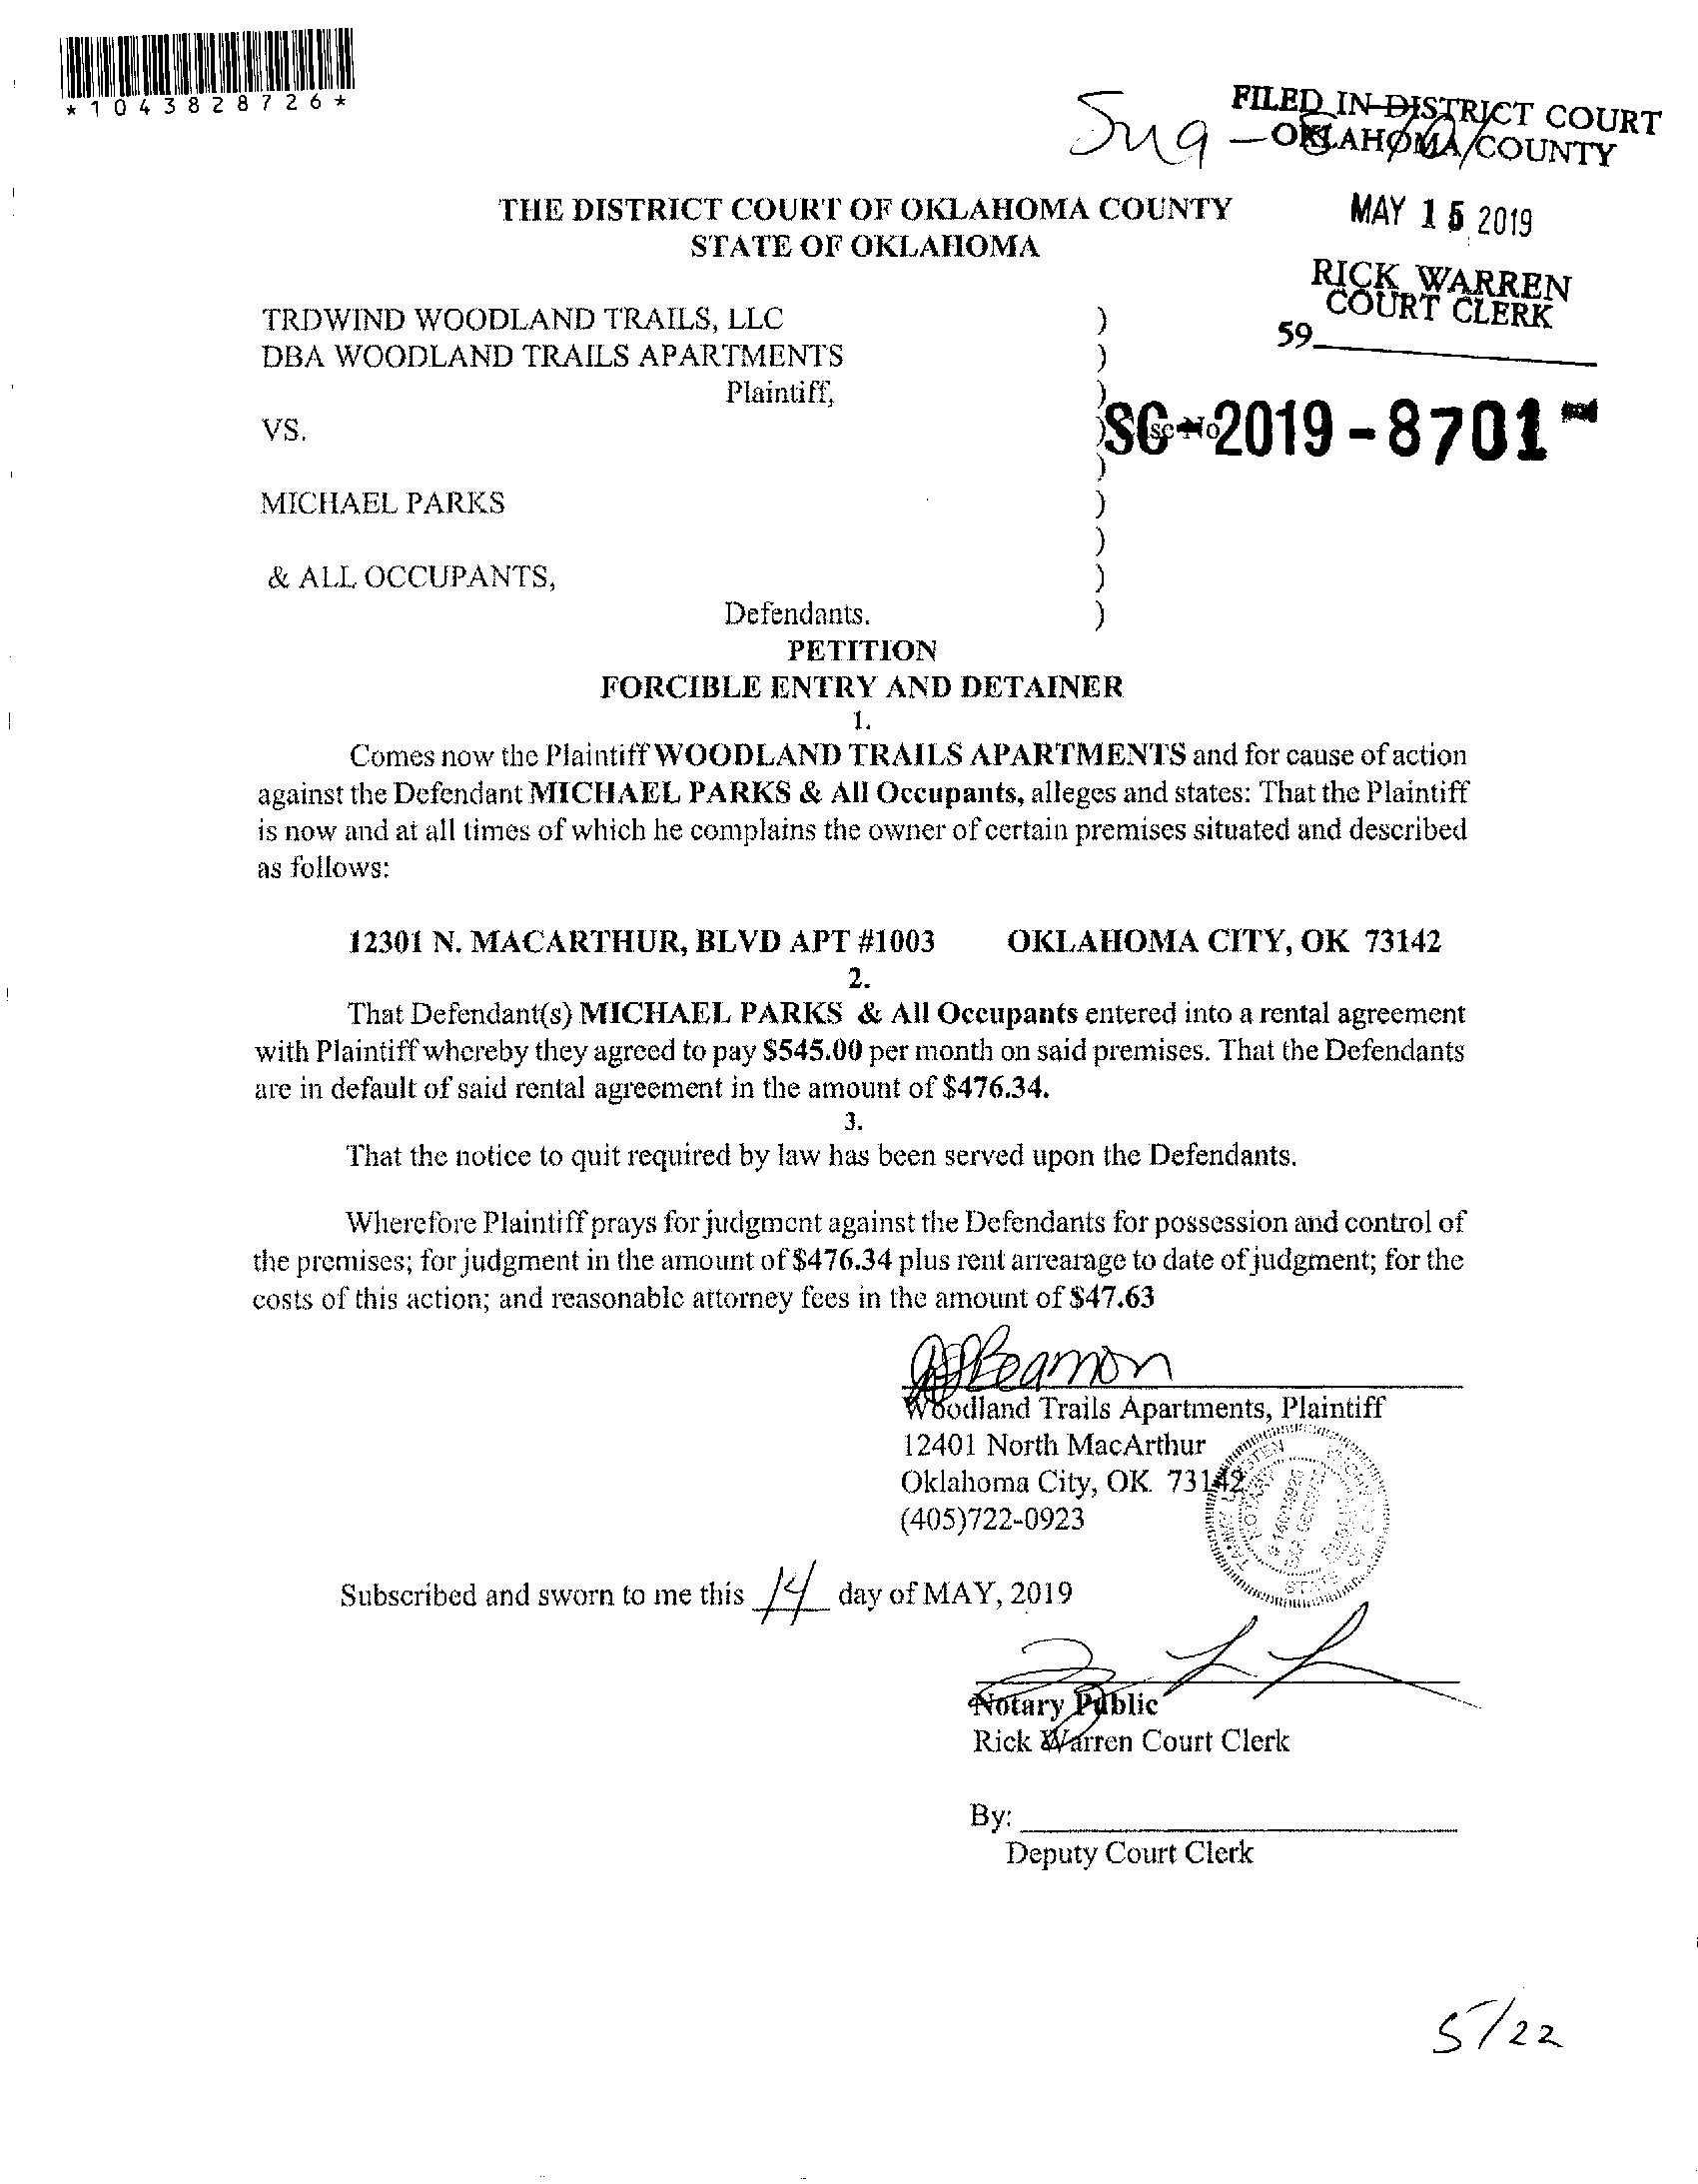 *1043828726*
FILED IN DISTRICT COURT
OKLAHOMA COUNTY
MAY 15 2019
RICK WARREN
COURT CLERK
59
THE DISTRICT COURT OF OKLAHOMA COUNTY
STATE OF OKLAHOMA
TRDWIND WOODLAND TRAILS, LLC )
DBA WOODLAND TRAILS APARTMENTS )
Plaintiff, )
VS. ) SC-2019-8701
)
MICHAEL PARKS )
)
& ALL OCCUPANTS, )
Defendants. )
PETITION
FORCIBLE ENTRY AND DETAINER
1.
Comes now the Plaintiff WOODLAND TRAILS APARTMENTS and for cause of action
against the Defendant MICHAEL PARKS & All Occupants, alleges and states: That the Plaintiff
is now and at all times of which he complains the owner of certain premises situated and described
as follows:
12301 N. MACARTHUR, BLVD APT #1003 OKLAHOMA CITY, OK 73142
2.
That Defendant(s) MICHAEL PARKS & All Occupants entered into a rental agreement
with Plaintiff whereby they agreed to pay $545.00 per month on said premises. That the Defendants
are in default of said rental agreement in the amount of $476.34.
3.
That the notice to quit required by law has been served upon the Defendants.
Wherefore Plaintiff prays for judgment against the Defendants for possession and control of
the premises; for judgment in the amount of $476.34 plus rent arrearage to date of judgment; for the
costs of this action; and reasonable attorney fees in the amount of $47.63
Beamon
Woodland Trails Apartments, Plaintiff
12401 North MacArthur
Oklahoma City, OK 73142
(405)722-0923
Subscribed and sworn to me this 14 day of MAY, 2019
Notary Public
Rick Warren Court Clerk
By:
Deputy Court Clerk
5/22